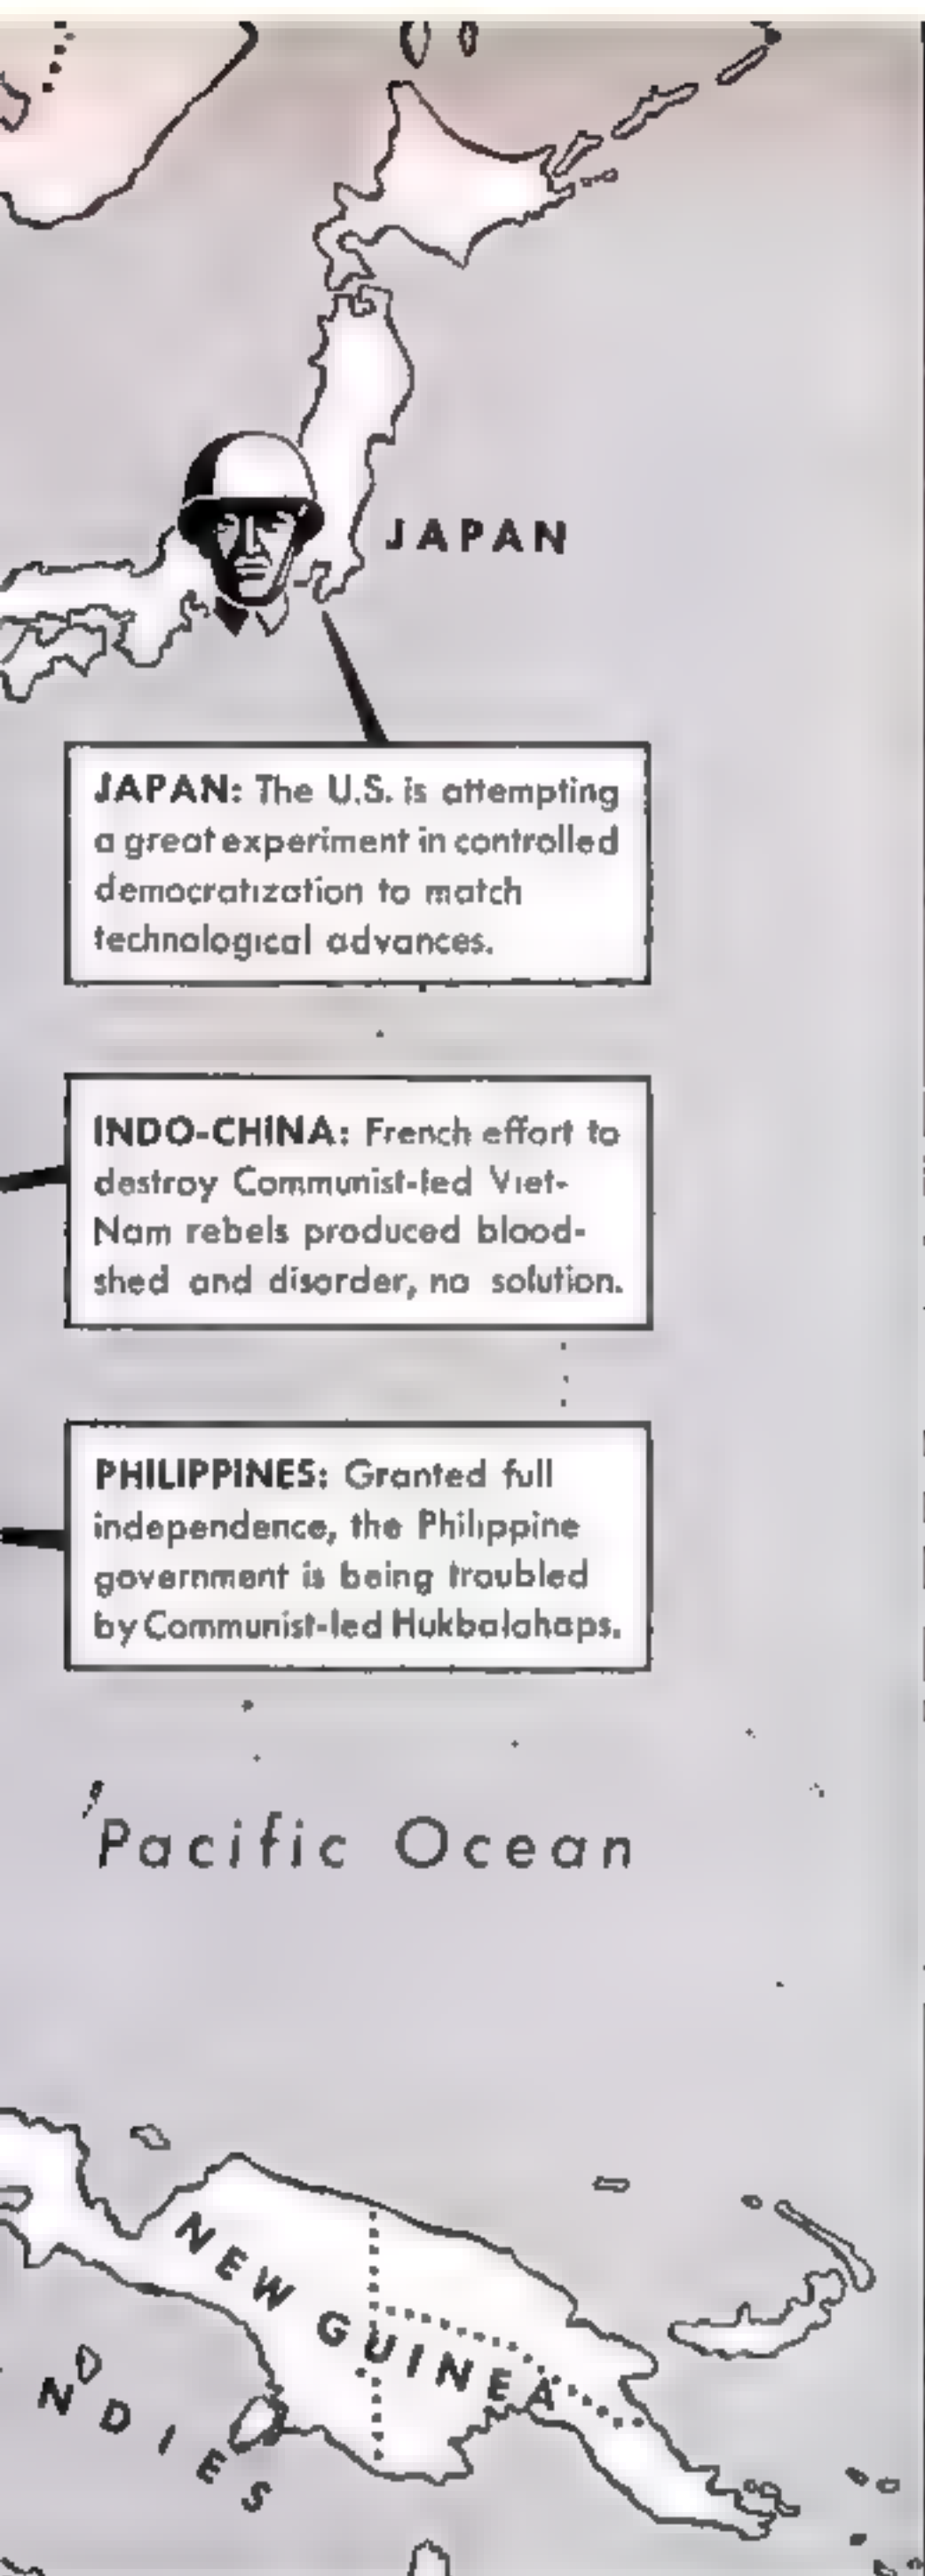 JAPAN
JAPAN: The U.S. is attempting
a great experiment in controlled
democratization to match
technological advances.
INDO-CHINA: French effort to
destroy Communist-led Viet-
Nam rebels produced blood-
shed and disorder, no solution.
PHILIPPINES: Granted full
independence, the Philippine
government is being troubled
by Communist-led Hukbalahaps.
Pacific Ocean
NEW GUINEA
NDIES